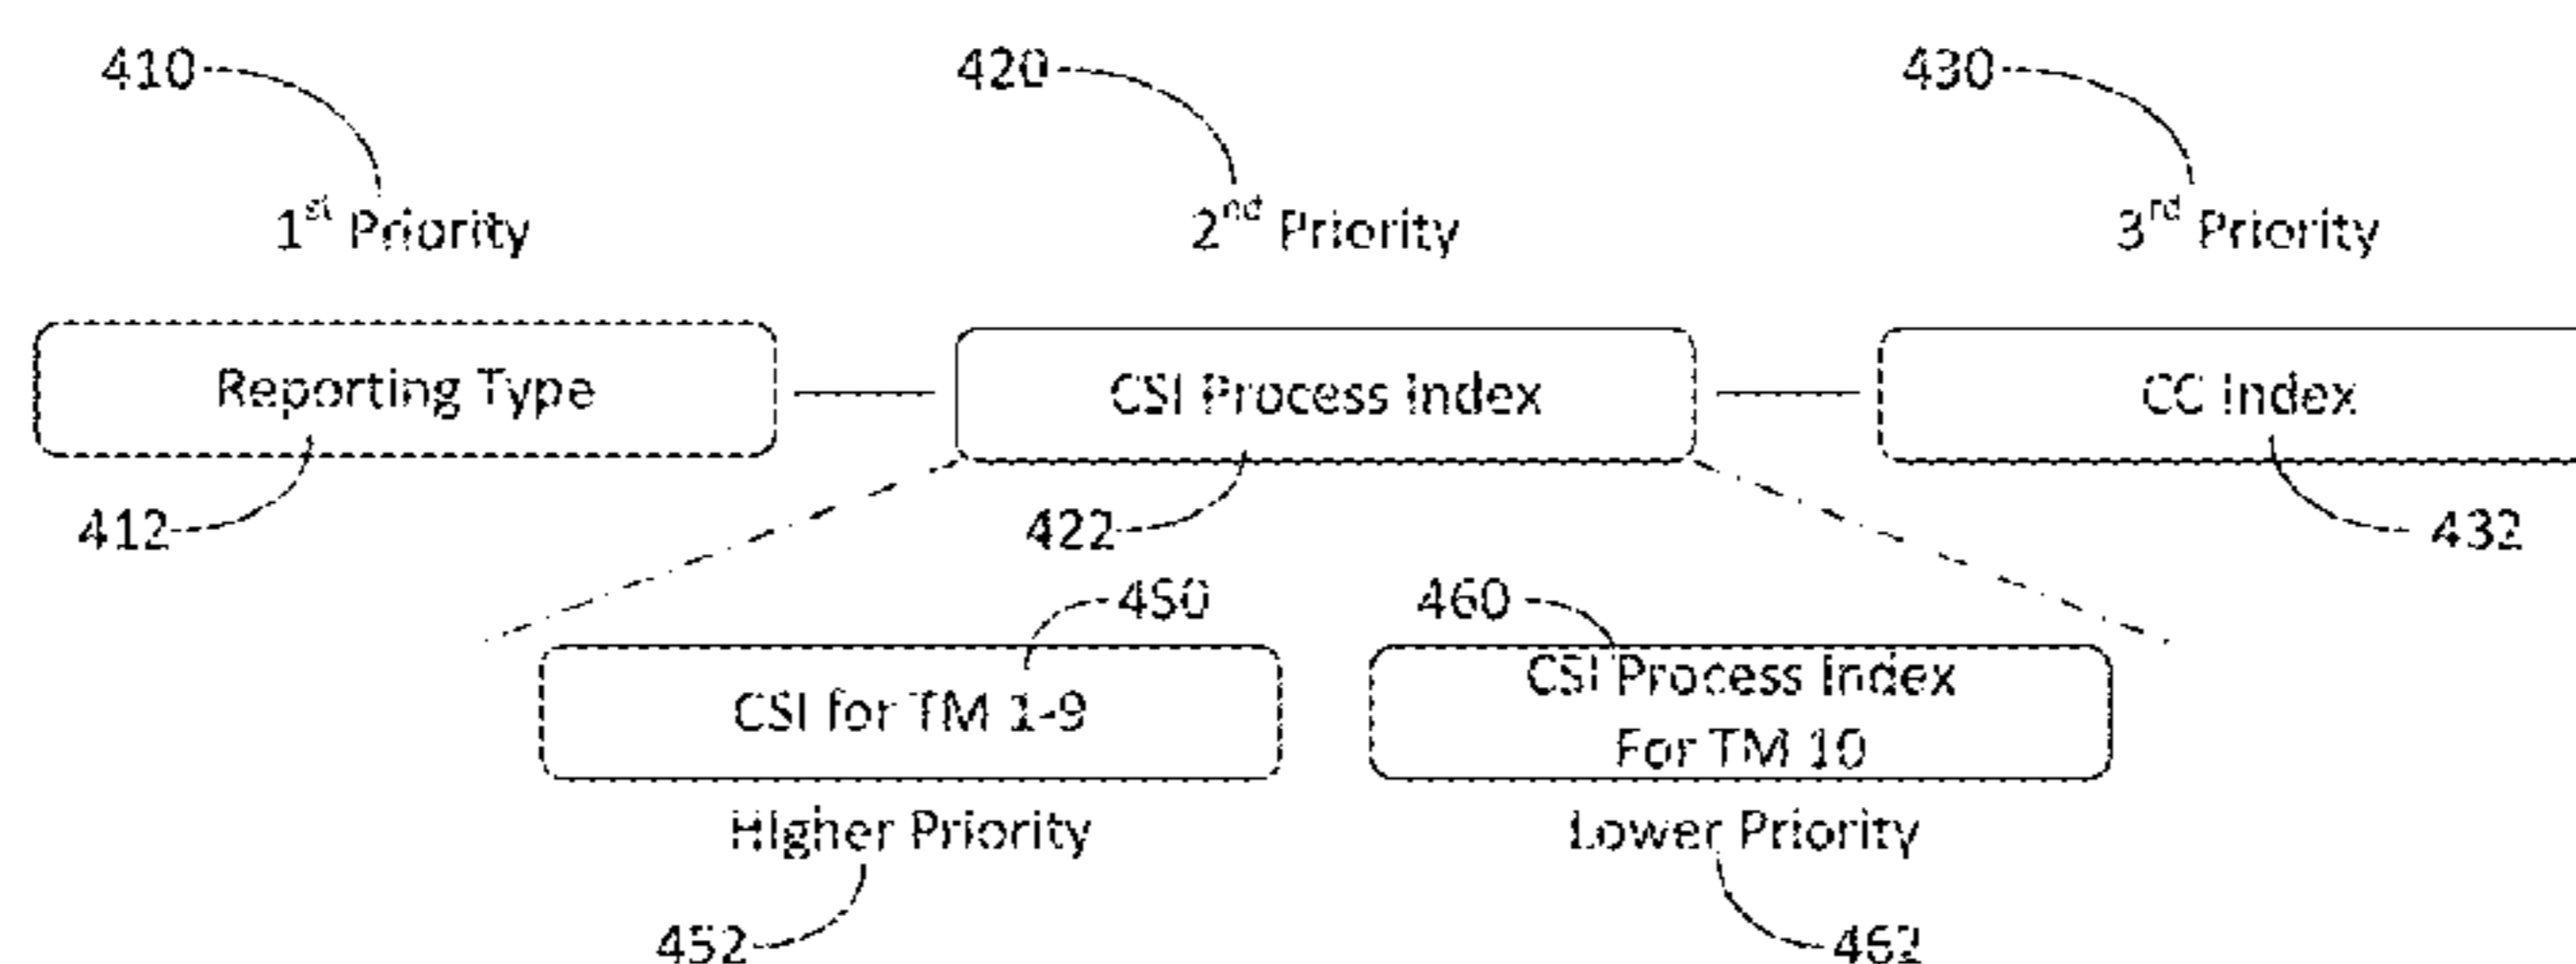 410 420 430
1st Priority 2nd Priority 3rd Priority
Reporting Type CSI Process Index CC Index
412 422 432
450 460
CSI for TM 1-9 CSI Process Index
For TM 10
Higher Priority Lower Priority
452 462